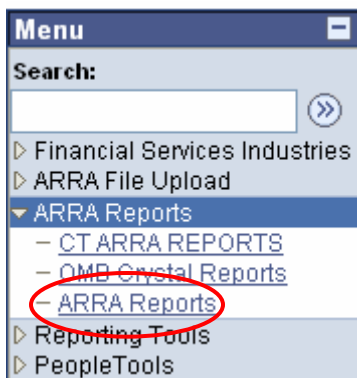 Menu
Search:
Financial Services Industries
ARRA File Upload
ARRA Reports
– CT ARRA REPORTS
– OMB Crystal Reports
– ARRA Reports
Reporting Tools
PeopleTools